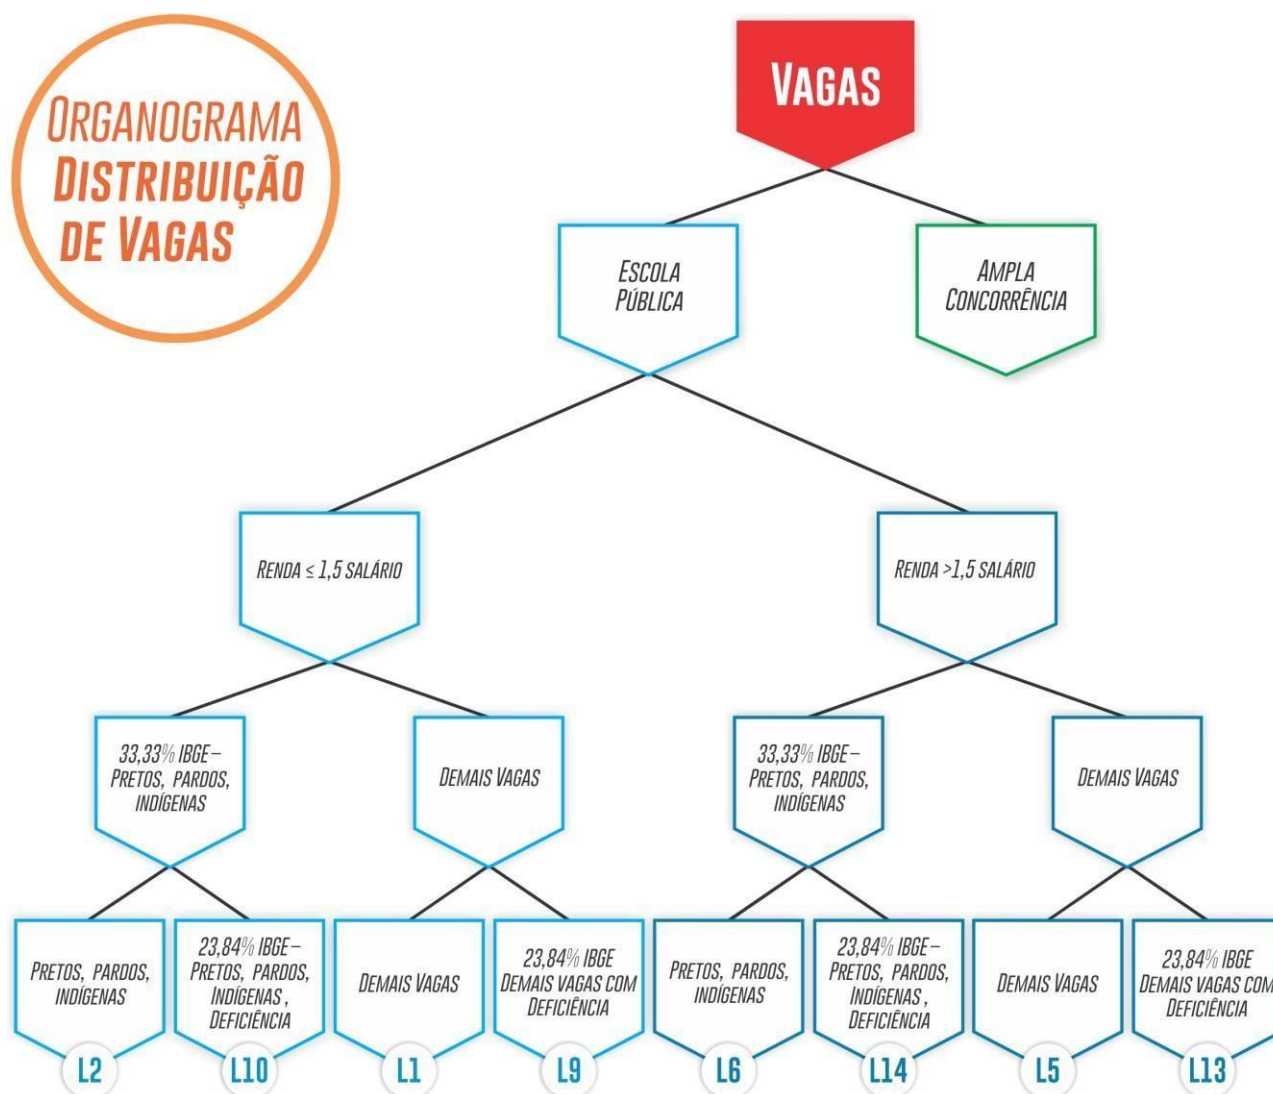 ORGANOGRAMA
DISTRIBUIÇÃO
DE VAGAS
VAGAS
ESCOLA
PÚBLICA
AMPLA
CONCORRÊNCIA
RENDA ≤ 1,5 SALÁRIO
RENDA >1,5 SALÁRIO
33,33% IBGE –
PRETOS, PARDOS,
INDÍGENAS
DEMAIS VAGAS
33,33% IBGE –
PRETOS, PARDOS,
INDÍGENAS
DEMAIS VAGAS
PRETOS, PARDOS,
INDÍGENAS
L2
23,84% IBGE –
PRETOS, PARDOS,
INDÍGENAS ,
DEFICIÊNCIA
L10
DEMAIS VAGAS
L1
23,84% IBGE
DEMAIS VAGAS COM
DEFICIÊNCIA
L9
PRETOS, PARDOS,
INDÍGENAS
L6
23,84% IBGE –
PRETOS, PARDOS,
INDÍGENAS ,
DEFICIÊNCIA
L14
DEMAIS VAGAS
L5
23,84% IBGE
DEMAIS VAGAS COM
DEFICIÊNCIA
L13